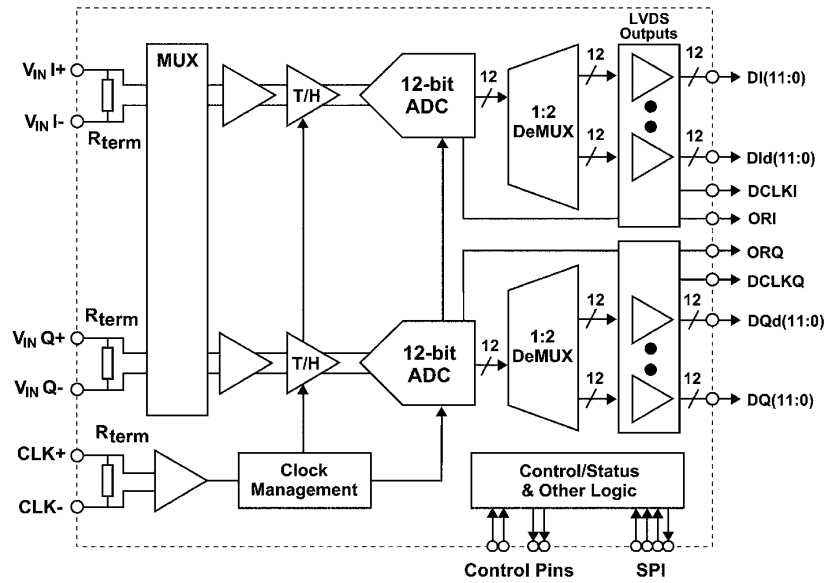 LVDS
Outputs
V_IN I+
MUX
12
12
12
DI(11:0)
T/H
12-bit
ADC
12
1:2
DeMUX
V_IN I-
R_term
12
12
DId(11:0)
DCLKI
ORI
ORQ
DCLKQ
R_term
12
12
DQd(11:0)
V_IN Q+
T/H
12-bit
ADC
12
1:2
DeMUX
V_IN Q-
12
12
DQ(11:0)
R_term
CLK+
Clock
Management
Control/Status
& Other Logic
CLK-
Control Pins
SPI